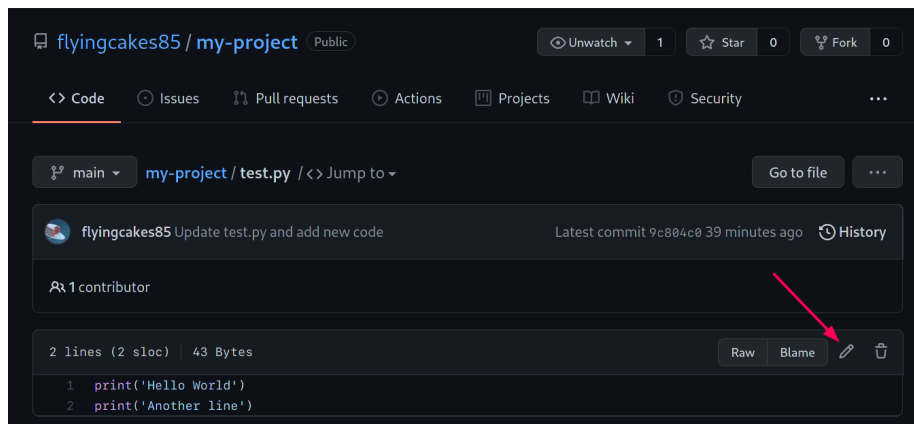 flyingcakes85 / my-project Public Unwatch 1 Star 0 Fork 0
<> Code Issues Pull requests Actions Projects Wiki Security ...
main my-project / test.py / <> Jump to Go to file ...
flyingcakes85 Update test.py and add new code Latest commit 9c804c0 39 minutes ago History
1 contributor
2 lines (2 sloc) 43 Bytes Raw Blame
1 print('Hello World')
2 print('Another line')